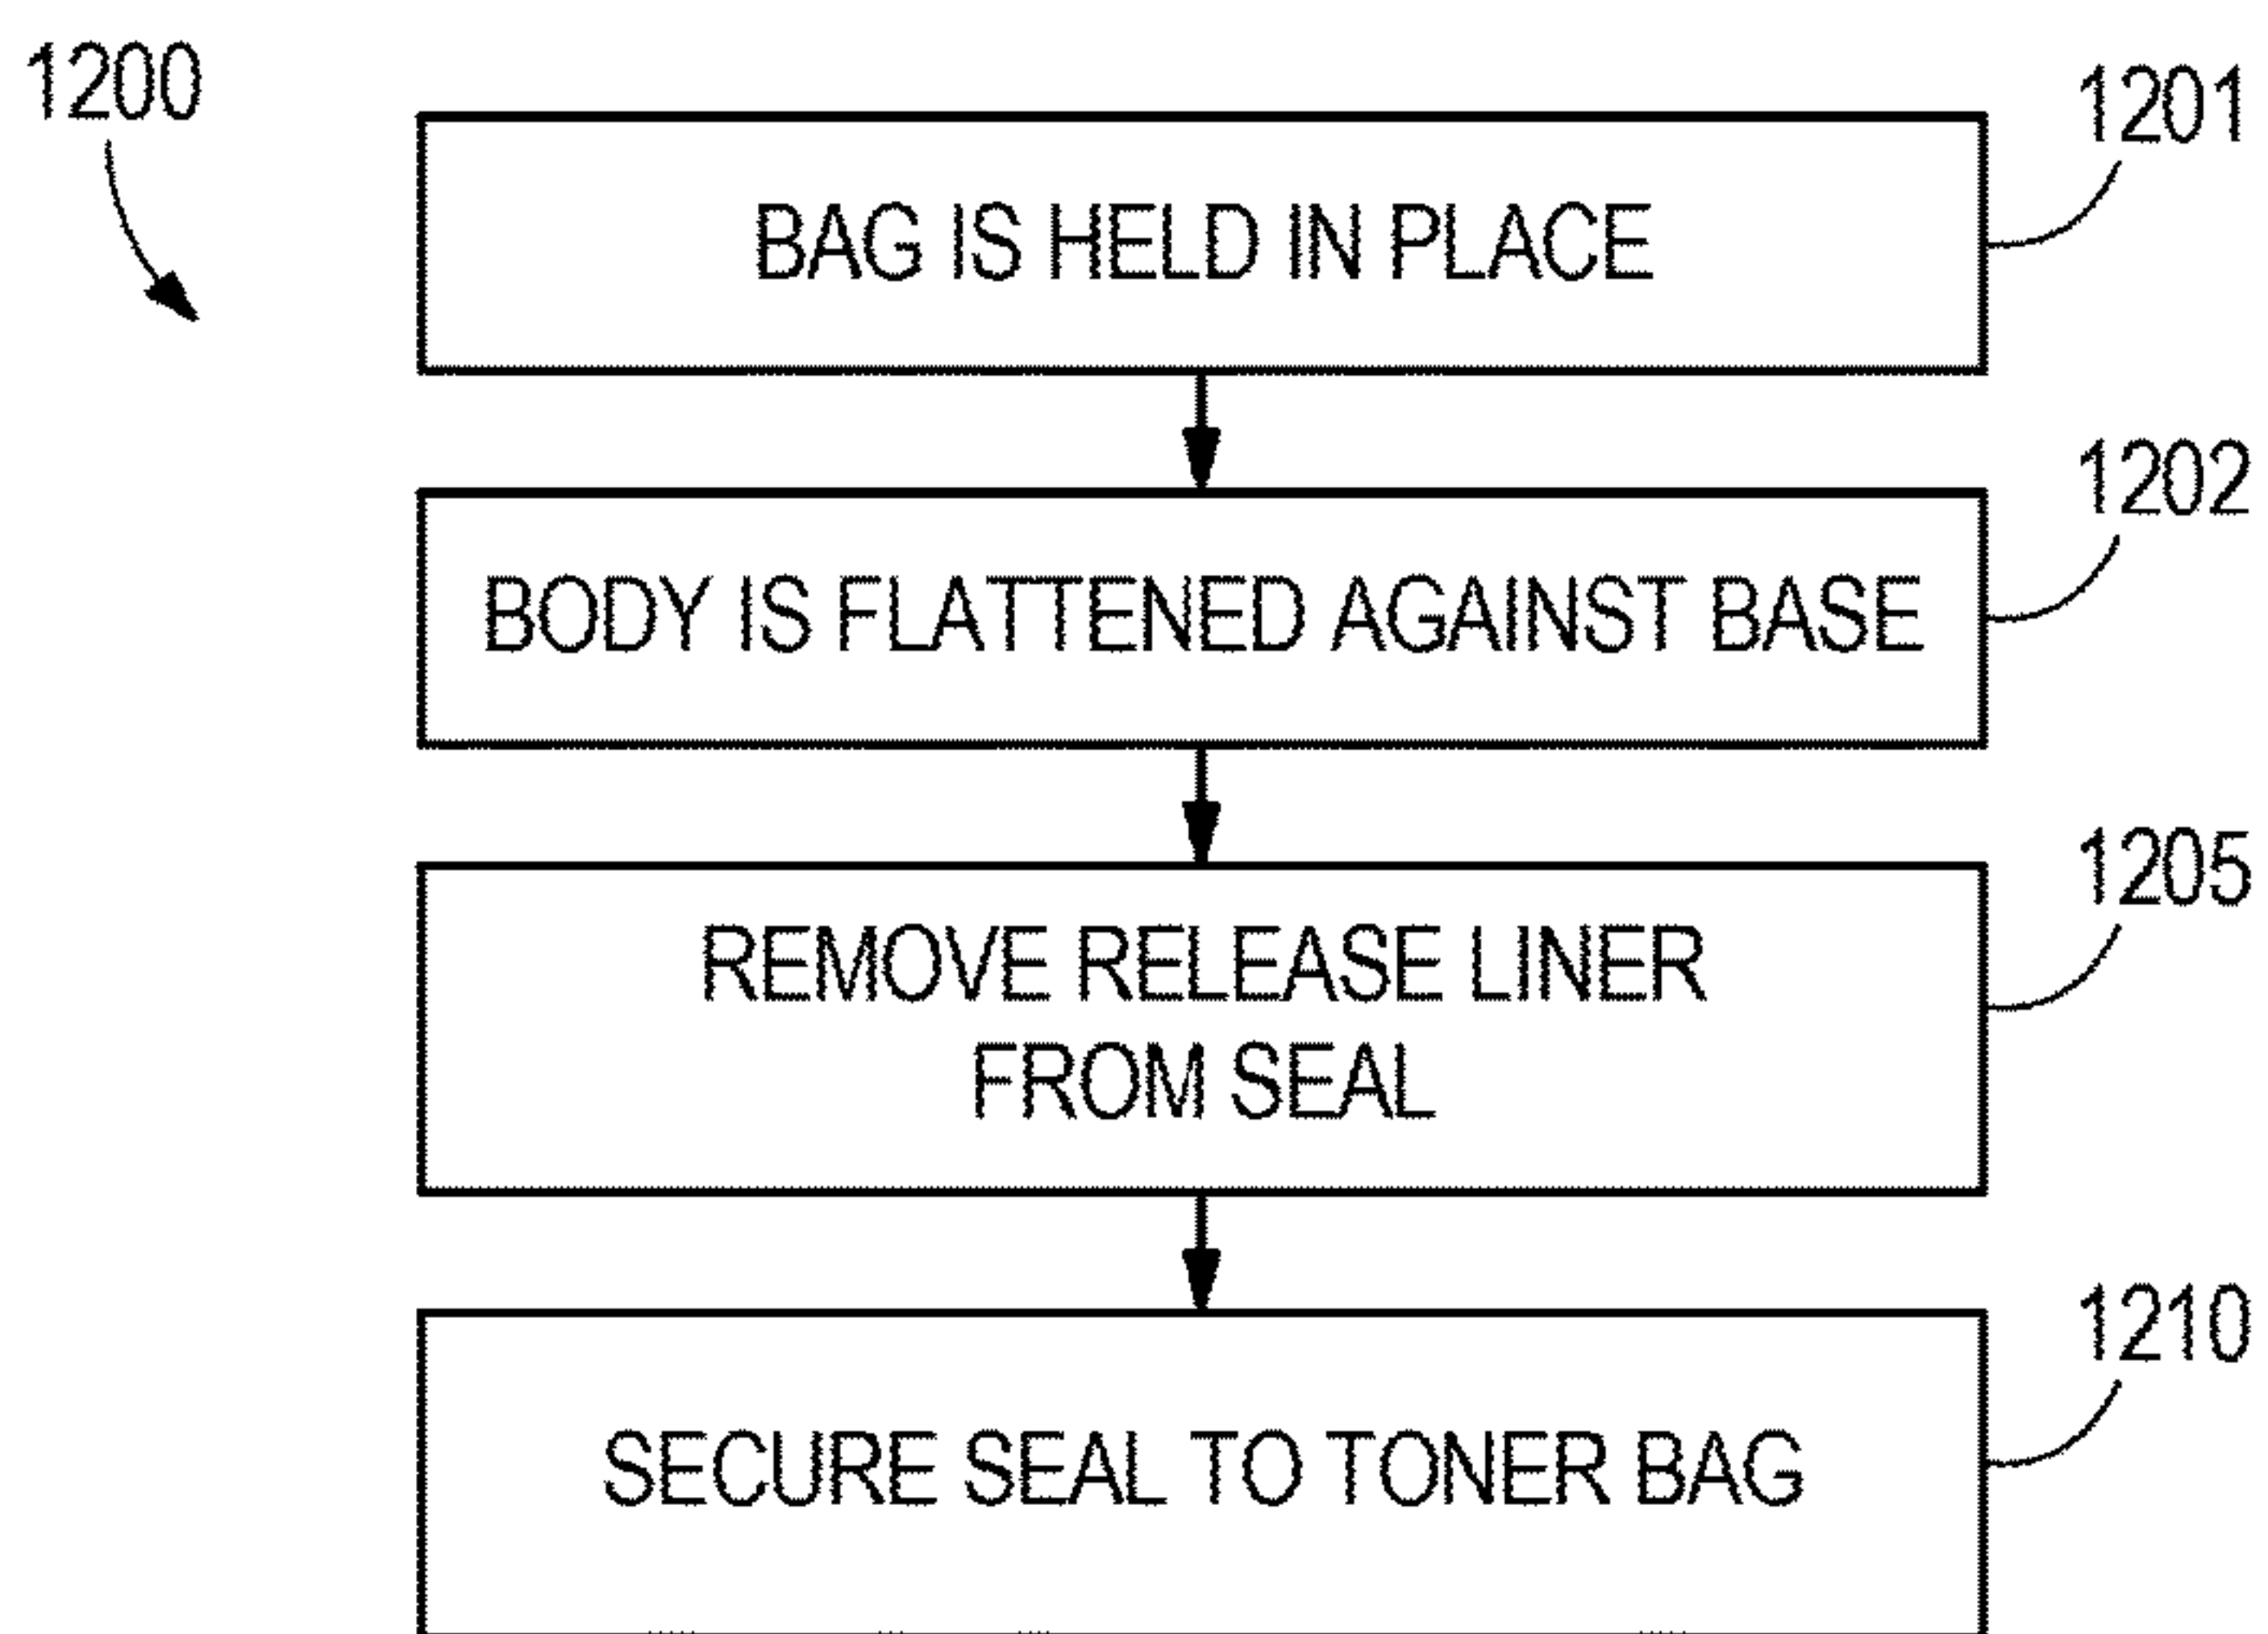 1200
1201
BAG IS HELD IN PLACE
1202
BODY IS FLATTENED AGAINST BASE
1205
REMOVE RELEASE LINER
FROM SEAL
1210
SECURE SEAL TO TONER BAG